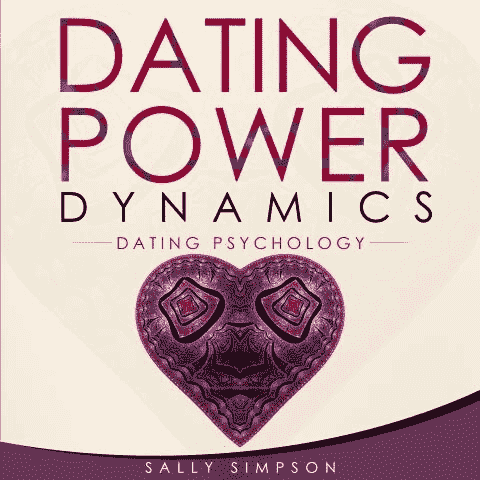 DATING
POWER
DYNAMICS
DATING PSYCHOLOGY
SALLY SIMPSON